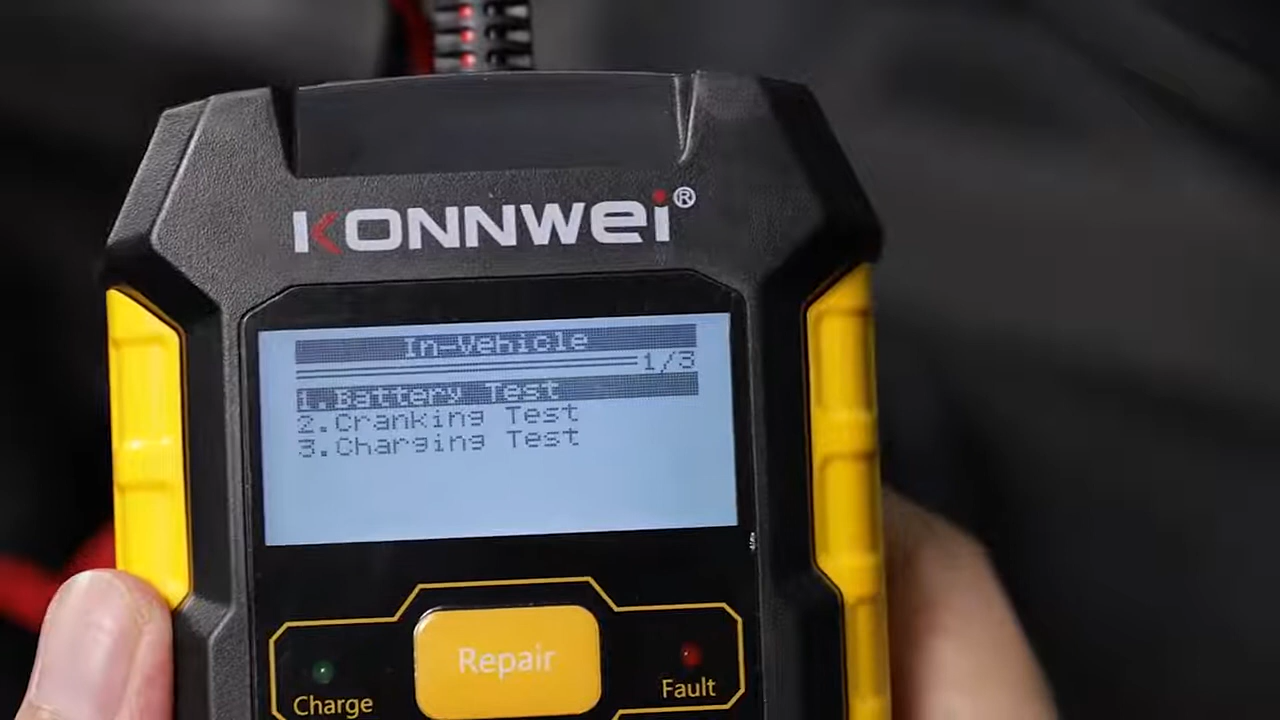 KONNWEI®
In-Vehicle
1/3
1.Battery Test
2.Cranking Test
3.Charging Test
Repair
Charge
Fault